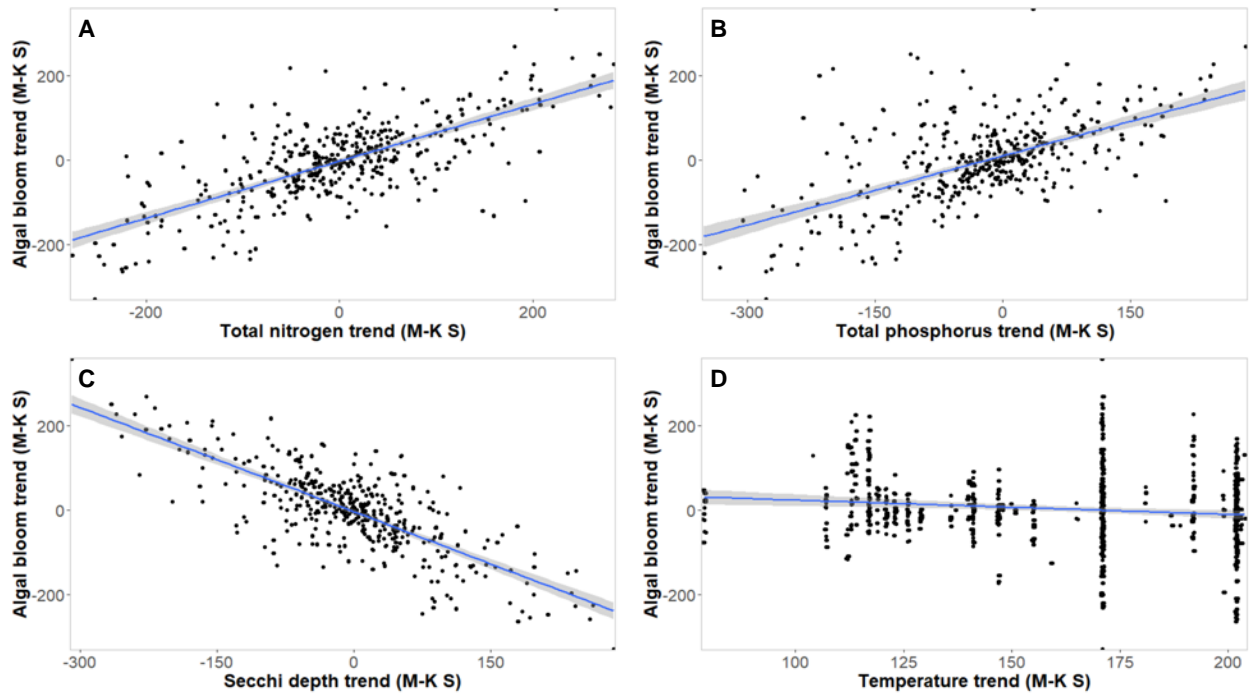 A
Algal bloom trend (M-K S)
200
0
-200
-200
0
200
Total nitrogen trend (M-K S)
B
Algal bloom trend (M-K S)
200
0
-200
-300
-150
0
150
Total phosphorus trend (M-K S)
C
Algal bloom trend (M-K S)
200
0
-200
-300
-150
0
150
Secchi depth trend (M-K S)
D
Algal bloom trend (M-K S)
200
0
-200
100
125
150
175
200
Temperature trend (M-K S)